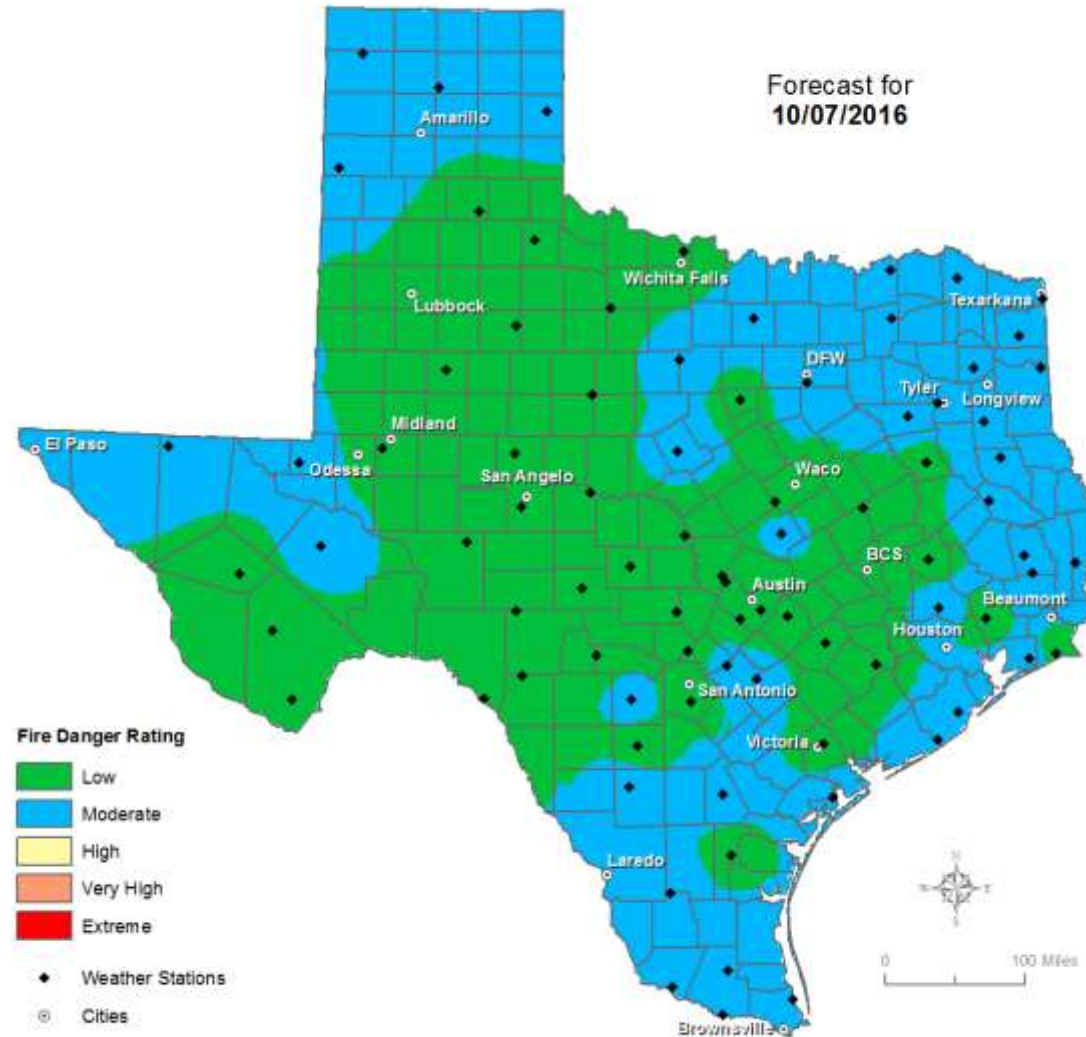 Forecast for
10/07/2016
Amarillo
Wichita Falls
Lubbock
Texarkana
DFW
Tyler
Longview
El Paso
Midland
Odessa
San Angelo
Waco
BCS
Austin
Beaumont
Houston
San Antonio
Victoria
Laredo
Brownsville
Fire Danger Rating
Low
Moderate
High
Very High
Extreme
Weather Stations
Cities
N
W
E
S
0
100 Miles